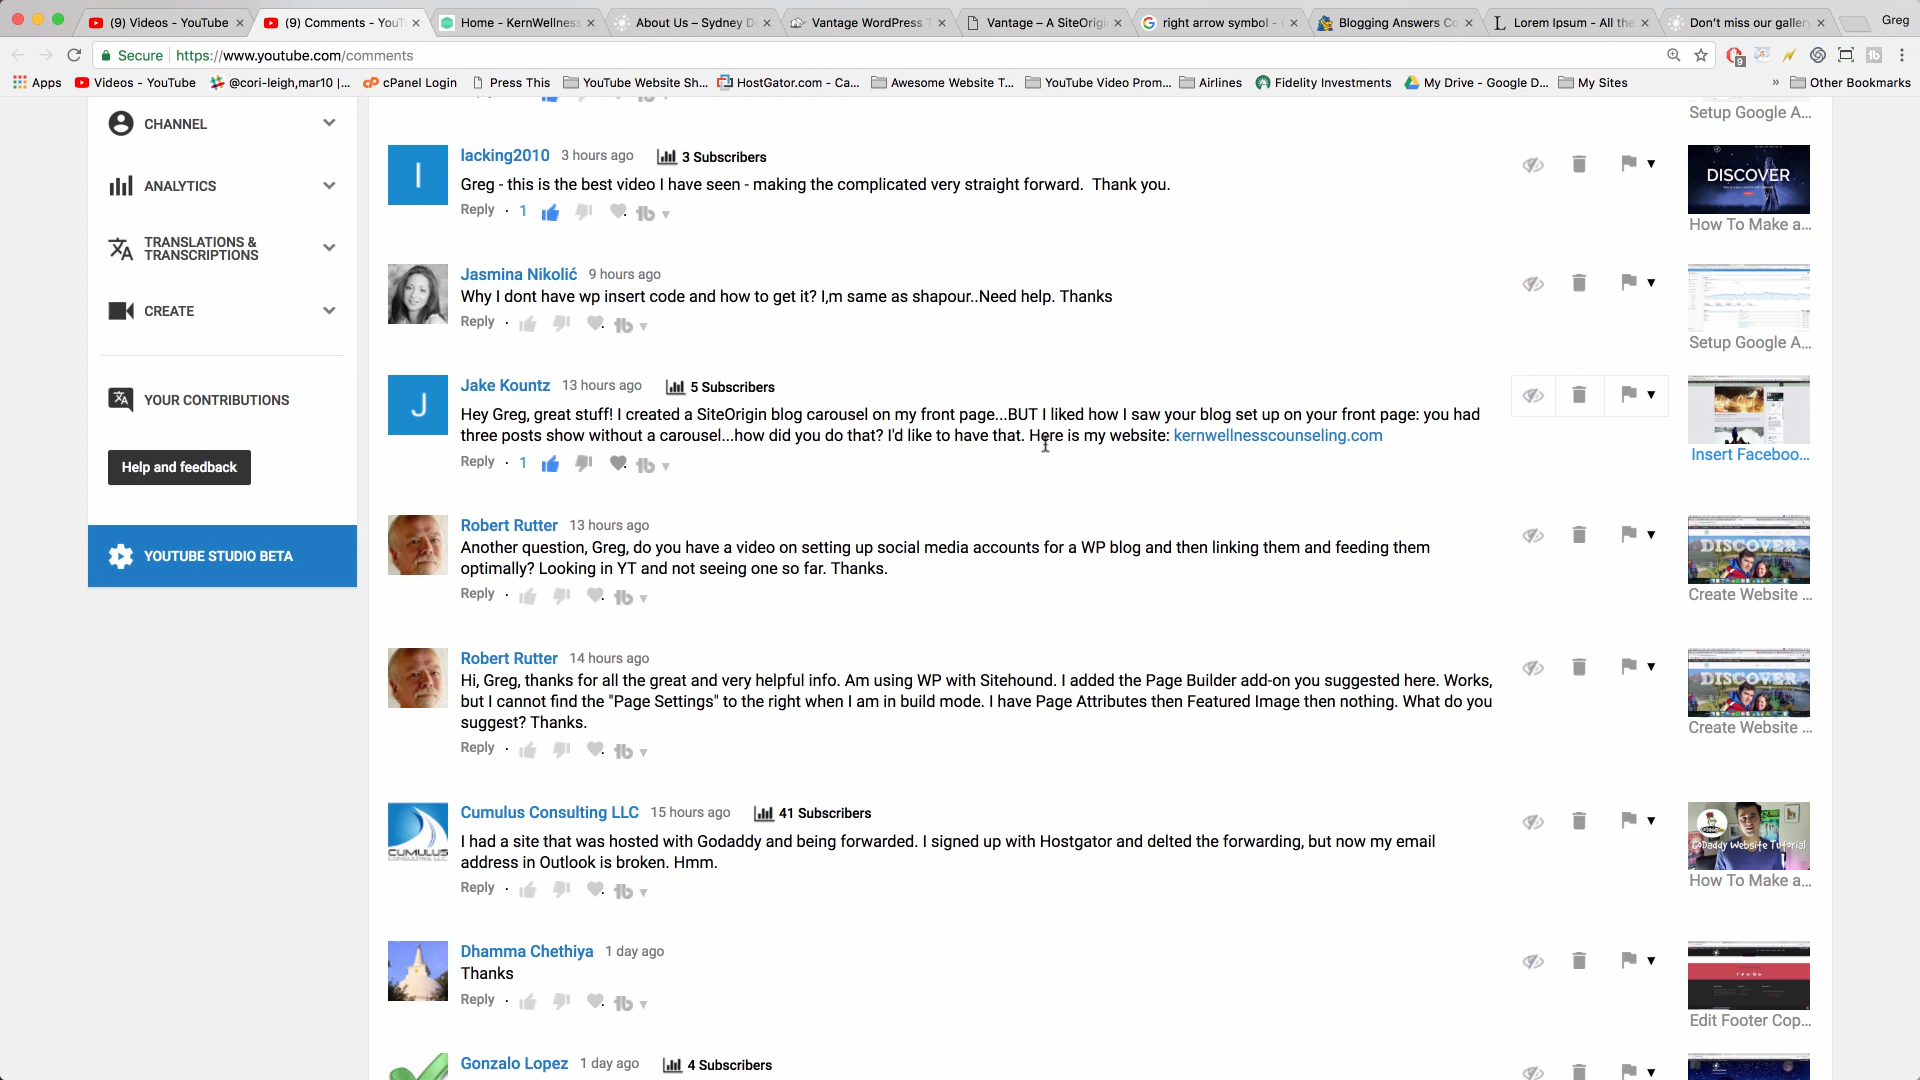 (9) Videos - YouTube
(9) Comments - YouT
Home - KernWellness
About Us – Sydney D
Vantage WordPress T
Vantage – A SiteOrigi
right arrow symbol -
Blogging Answers Co
Lorem Ipsum - All the
Don't miss our gallery
Greg
Secure https://www.youtube.com/comments
9
Apps
Videos - YouTube
@cori-leigh,mar10 |...
cPanel Login
Press This
YouTube Website Sh...
HostGator.com - Ca...
Awesome Website T...
YouTube Video Prom...
Airlines
Fidelity Investments
My Drive - Google D...
My Sites
» Other Bookmarks
CHANNEL
ANALYTICS
TRANSLATIONS &
TRANSCRIPTIONS
CREATE
YOUR CONTRIBUTIONS
Help and feedback
YOUTUBE STUDIO BETA
Setup Google A...
lacking2010 3 hours ago 3 Subscribers
Greg - this is the best video I have seen - making the complicated very straight forward. Thank you.
Reply · 1
DISCOVER
How To Make a...
Jasmina Nikolić 9 hours ago
Why I dont have wp insert code and how to get it? I,m same as shapour..Need help. Thanks
Reply ·
Setup Google A...
J
Jake Kountz 13 hours ago 5 Subscribers
Hey Greg, great stuff! I created a SiteOrigin blog carousel on my front page...BUT I liked how I saw your blog set up on your front page: you had
three posts show without a carousel...how did you do that? I'd like to have that. Here is my website: kernwellnesscounseling.com
Reply · 1
Insert Faceboo...
Robert Rutter 13 hours ago
Another question, Greg, do you have a video on setting up social media accounts for a WP blog and then linking them and feeding them
optimally? Looking in YT and not seeing one so far. Thanks.
Reply ·
DISCOVER
Create Website ...
Robert Rutter 14 hours ago
Hi, Greg, thanks for all the great and very helpful info. Am using WP with Sitehound. I added the Page Builder add-on you suggested here. Works,
but I cannot find the "Page Settings" to the right when I am in build mode. I have Page Attributes then Featured Image then nothing. What do you
suggest? Thanks.
Reply ·
DISCOVER
Create Website ...
CUMULUS
CONSULTING LLC
Cumulus Consulting LLC 15 hours ago 41 Subscribers
I had a site that was hosted with Godaddy and being forwarded. I signed up with Hostgator and delted the forwarding, but now my email
address in Outlook is broken. Hmm.
Reply ·
GoDaddy Website Tutorial
How To Make a...
Dhamma Chethiya 1 day ago
Thanks
Reply ·
Edit Footer Cop...
Gonzalo Lopez 1 day ago 4 Subscribers